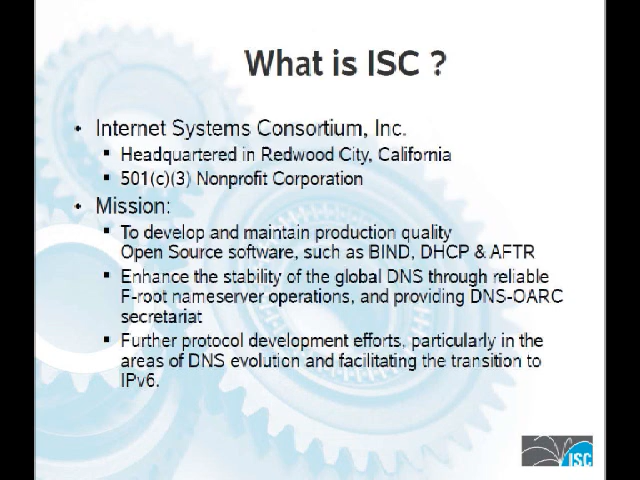 What is ISC ?
• Internet Systems Consortium, Inc.
▪ Headquartered in Redwood City, California
▪ 501(c)(3) Nonprofit Corporation
• Mission:
▪ To develop and maintain production quality
Open Source software, such as BIND, DHCP & AFTR
▪ Enhance the stability of the global DNS through reliable
F-root nameserver operations, and providing DNS-OARC
secretariat
▪ Further protocol development efforts, particularly in the
areas of DNS evolution and facilitating the transition to
IPv6.
ISC